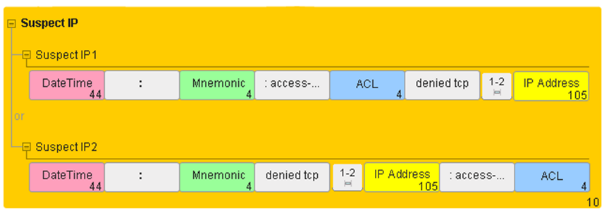 Suspect IP
Suspect IP1
DateTime : Mnemonic : access-... ACL denied tcp 1-2 IP Address
44 4 4 105
or
Suspect IP2
DateTime : Mnemonic denied tcp 1-2 IP Address : access-... ACL
44 4 105 4
10